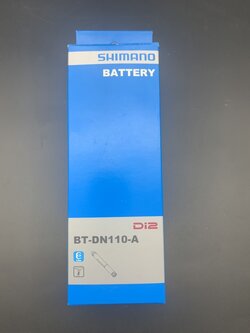 SHIMANO
BATTERY
Di2
BT-DN110-A